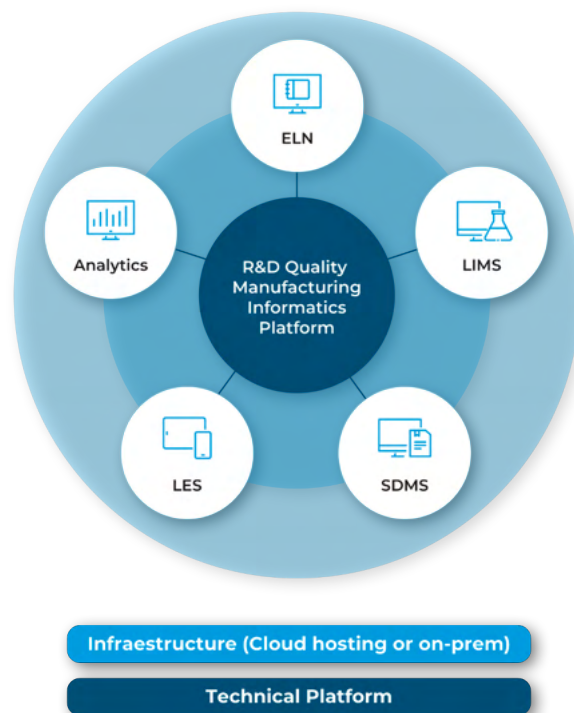 ELN
Analytics
LIMS
R&D Quality
Manufacturing
Informatics
Platform
LES
SDMS
Infraestructure (Cloud hosting or on-prem)
Technical Platform